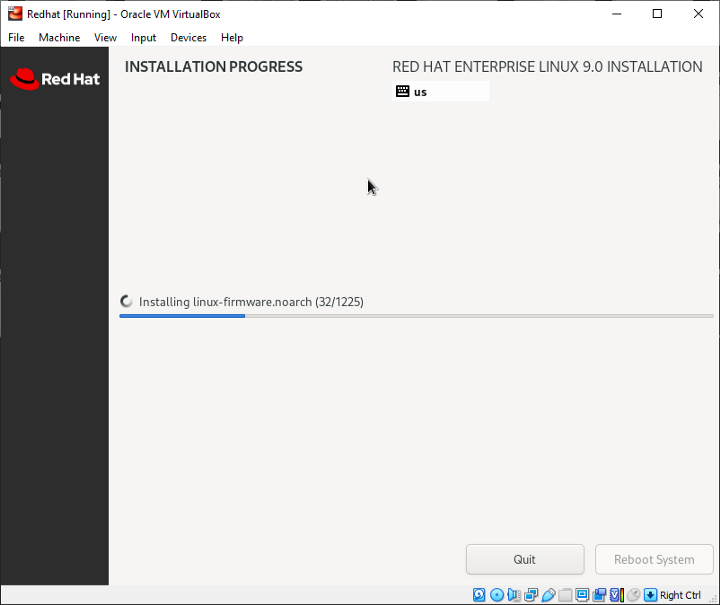 Redhat [Running] - Oracle VM VirtualBox
File Machine View Input Devices Help
Red Hat
INSTALLATION PROGRESS
RED HAT ENTERPRISE LINUX 9.0 INSTALLATION
us
Installing linux-firmware.noarch (32/1225)
Quit
Reboot System
Right Ctrl